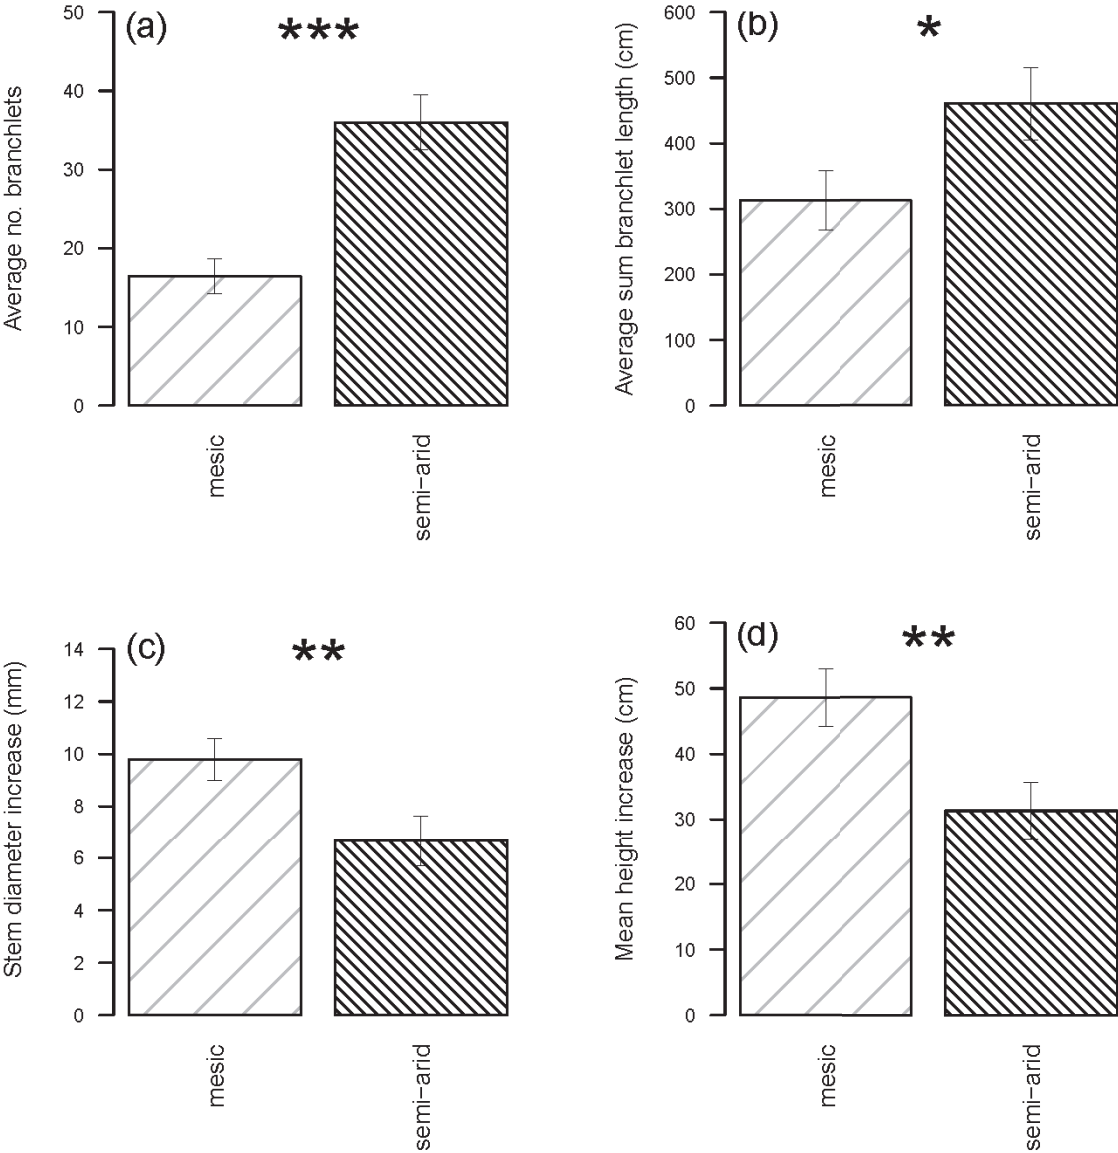 (a)
***
Average no. branchlets
50
40
30
20
10
0
mesic
semi−arid
(b)
*
Average sum branchlet length (cm)
600
500
400
300
200
100
0
mesic
semi−arid
(c)
**
Stem diameter increase (mm)
14
12
10
8
6
4
2
0
mesic
semi−arid
(d)
**
Mean height increase (cm)
60
50
40
30
20
10
0
mesic
semi−arid